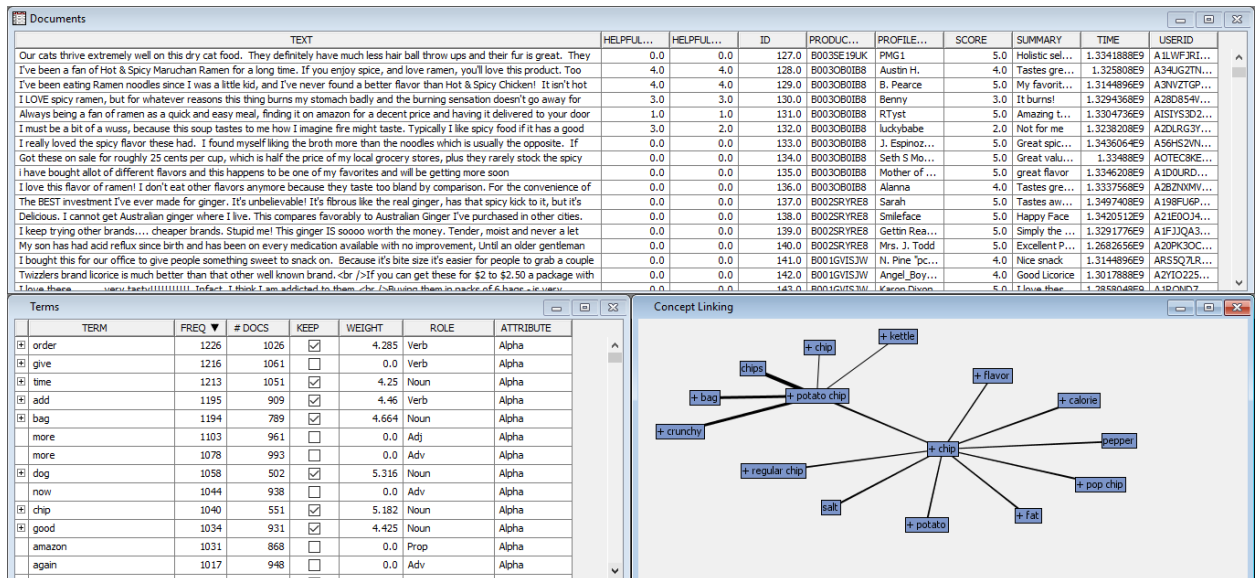 Documents
TEXT HELPFUL... HELPFUL... ID PRODUC... PROFILE... SCORE SUMMARY TIME USERID
Our cats thrive extremely well on this dry cat food. They definitely have much less hair ball throw ups and their fur is great. They 0.0 0.0 127.0 B003SE19UK PMG1 5.0 Holistic sel... 1.3341888E9 A1LWFJRI...
I've been a fan of Hot & Spicy Maruchan Ramen for a long time. If you enjoy spice, and love ramen, you'll love this product. Too 4.0 4.0 128.0 B003OB0IB8 Austin H. 4.0 Tastes gre... 1.325808E9 A34UG2TN...
I've been eating Ramen noodles since I was a little kid, and I've never found a better flavor than Hot & Spicy Chicken! It isn't hot 4.0 4.0 129.0 B003OB0IB8 B. Pearce 5.0 My favorit... 1.3144896E9 A3NVZTGP...
I LOVE spicy ramen, but for whatever reasons this thing burns my stomach badly and the burning sensation doesn't go away for 3.0 3.0 130.0 B003OB0IB8 Benny 3.0 It burns! 1.3294368E9 A28D854V...
Always being a fan of ramen as a quick and easy meal, finding it on amazon for a decent price and having it delivered to your door 1.0 1.0 131.0 B003OB0IB8 RTyst 5.0 Amazing t... 1.3304736E9 AISIYS3D2...
I must be a bit of a wuss, because this soup tastes to me how I imagine fire might taste. Typically I like spicy food if it has a good 3.0 2.0 132.0 B003OB0IB8 luckybabe 2.0 Not for me 1.3238208E9 A2DLRG3Y...
I really loved the spicy flavor these had. I found myself liking the broth more than the noodles which is usually the opposite. If 0.0 0.0 133.0 B003OB0IB8 J. Espinoz... 5.0 Great spic... 1.3436064E9 A56HS2VN...
Got these on sale for roughly 25 cents per cup, which is half the price of my local grocery stores, plus they rarely stock the spicy 0.0 0.0 134.0 B003OB0IB8 Seth S Mo... 5.0 Great valu... 1.33488E9 AOTEC8KE...
i have bought allot of different flavors and this happens to be one of my favorites and will be getting more soon 0.0 0.0 135.0 B003OB0IB8 Mother of ... 5.0 great flavor 1.3346208E9 A1D0URD...
I love this flavor of ramen! I don't eat other flavors anymore because they taste too bland by comparison. For the convenience of 0.0 0.0 136.0 B003OB0IB8 Alanna 4.0 Tastes gre... 1.3337568E9 A2BZNXMV...
The BEST investment I've ever made for ginger. It's unbelievable! It's fibrous like the real ginger, has that spicy kick to it, but it's 0.0 0.0 137.0 B002SRYRE8 Sarah 5.0 Tastes aw... 1.3497408E9 A198FU6P...
Delicious. I cannot get Australian ginger where I live. This compares favorably to Australian Ginger I've purchased in other cities. 0.0 0.0 138.0 B002SRYRE8 Smileface 5.0 Happy Face 1.3420512E9 A21E0OJ4...
I keep trying other brands.... cheaper brands. Stupid me! This ginger IS soooo worth the money. Tender, moist and never a let 0.0 0.0 139.0 B002SRYRE8 Gettin Rea... 5.0 Simply the ... 1.3291776E9 A1FJJQA3...
My son has had acid reflux since birth and has been on every medication available with no improvement, Until an older gentleman 0.0 0.0 140.0 B002SRYRE8 Mrs. J. Todd 5.0 Excellent P... 1.2682656E9 A20PK3OC...
I bought this for our office to give people something sweet to snack on. Because it's bite size it's easier for people to grab a couple 0.0 0.0 141.0 B001GVISJW N. Pine "pc... 4.0 Nice snack 1.3144896E9 ARS5Q7LR...
Twizzlers brand licorice is much better than that other well known brand.<br />If you can get these for $2 to $2.50 a package with 0.0 0.0 142.0 B001GVISJW Angel_Boy... 4.0 Good Licorice 1.3017888E9 A2YIO225...
0.0 0.0 143.0 B001GVISJW Karen Dixon 5.0 I love thes...
Terms
TERM FREQ ▼ # DOCS KEEP WEIGHT ROLE ATTRIBUTE
order 1226 1026 4.285 Verb Alpha
give 1216 1061 0.0 Verb Alpha
time 1213 1051 4.25 Noun Alpha
add 1195 909 4.46 Verb Alpha
bag 1194 789 4.664 Noun Alpha
more 1103 961 0.0 Adj Alpha
more 1078 993 0.0 Adv Alpha
dog 1058 502 5.316 Noun Alpha
now 1044 938 0.0 Adv Alpha
chip 1040 551 5.182 Noun Alpha
good 1034 931 4.425 Noun Alpha
amazon 1031 868 0.0 Prop Alpha
again 1017 948 0.0 Adv Alpha
Concept Linking
+ kettle
+ chip
chips
+ flavor
+ bag
+ potato chip
+ calorie
+ crunchy
pepper
+ chip
+ regular chip
+ pop chip
salt
+ fat
+ potato